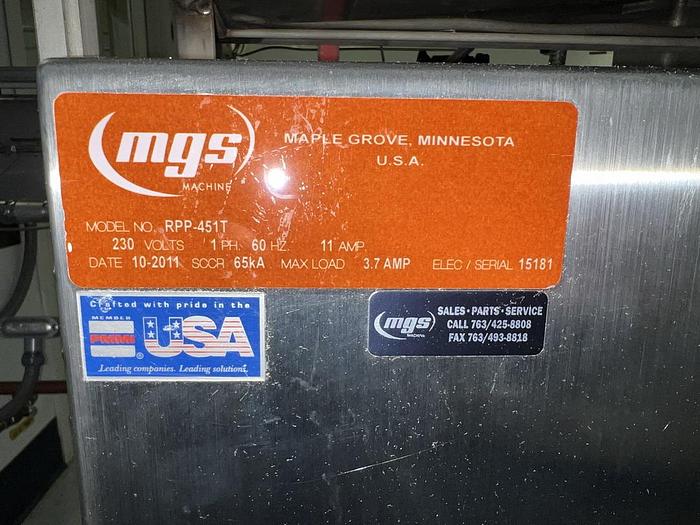 mgs
MACHINE
MAPLE GROVE, MINNESOTA
U.S.A.
MODEL NO. RPP-451T
230 VOLTS 1 PH. 60 HZ. 11 AMP.
DATE 10-2011 SCCR 65kA MAX LOAD 3.7 AMP ELEC / SERIAL 15181
Crafted with pride in the
MEMBER
PMMI
® USA
Leading companies. Leading solutions.
mgs
MACHINE
SALES • PARTS • SERVICE
CALL 763/425-8808
FAX 763/493-8818